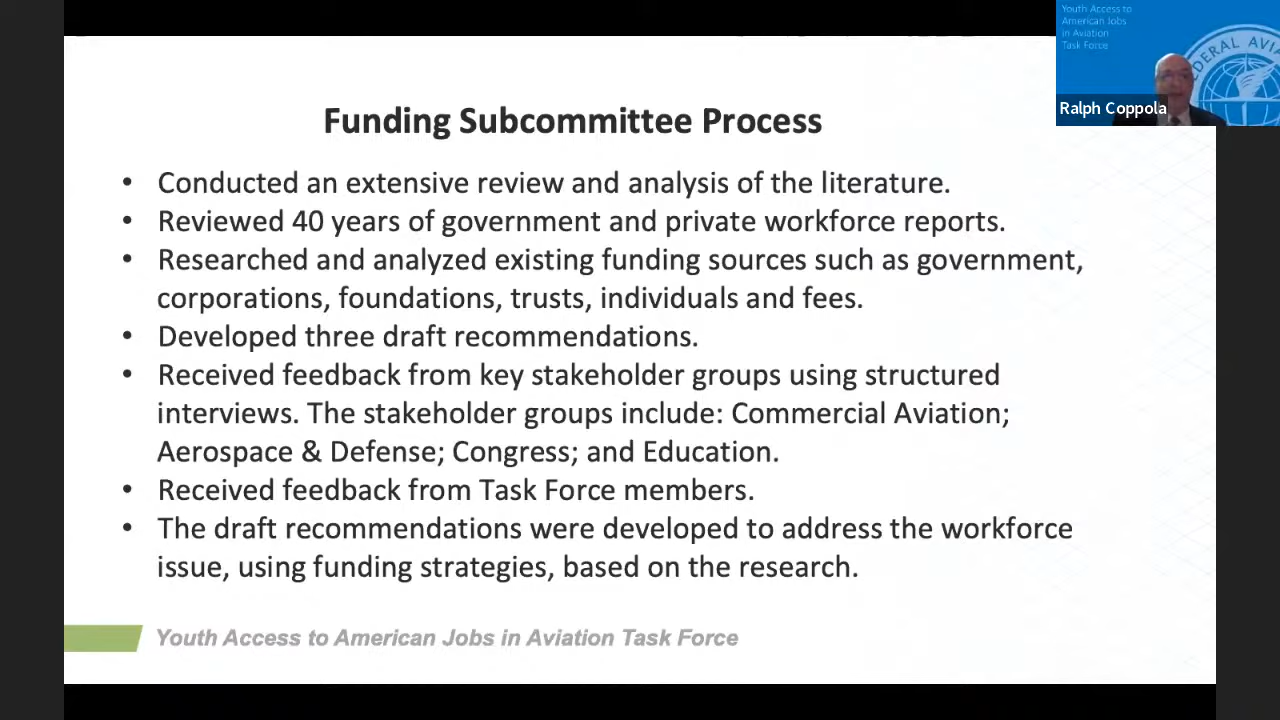 Youth Access to
American Jobs
in Aviation
Task Force
Ralph Coppola
Funding Subcommittee Process
• Conducted an extensive review and analysis of the literature.
• Reviewed 40 years of government and private workforce reports.
• Researched and analyzed existing funding sources such as government,
corporations, foundations, trusts, individuals and fees.
• Developed three draft recommendations.
• Received feedback from key stakeholder groups using structured
interviews. The stakeholder groups include: Commercial Aviation;
Aerospace & Defense; Congress; and Education.
• Received feedback from Task Force members.
• The draft recommendations were developed to address the workforce
issue, using funding strategies, based on the research.
Youth Access to American Jobs in Aviation Task Force